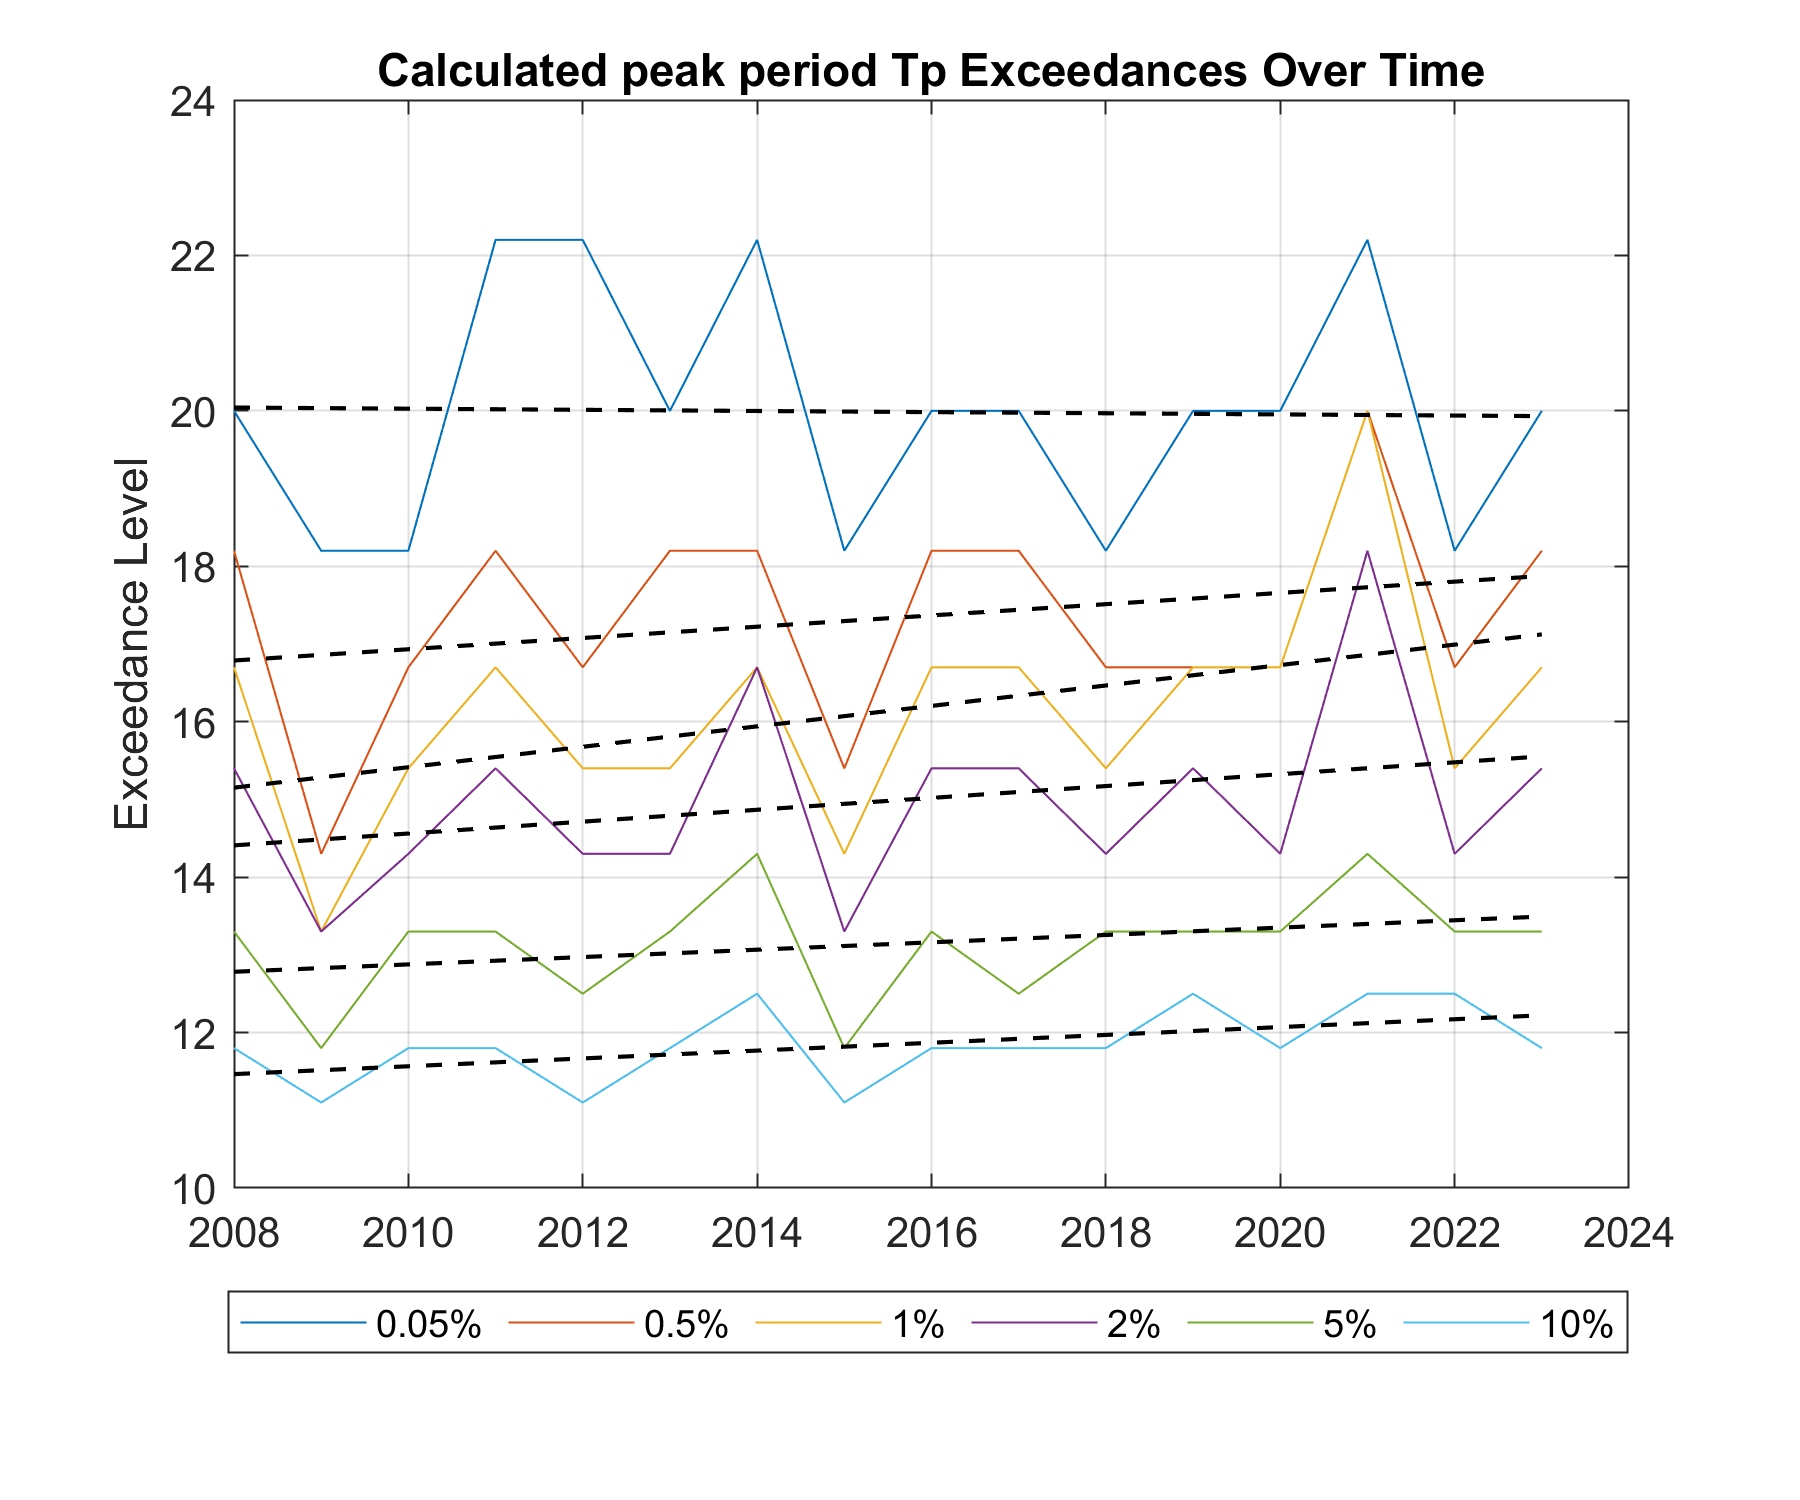 Calculated peak period Tp Exceedances Over Time
24
22
20
18
16
14
12
10
Exceedance Level
2008 2010 2012 2014 2016 2018 2020 2022 2024
0.05% 0.5% 1% 2% 5% 10%